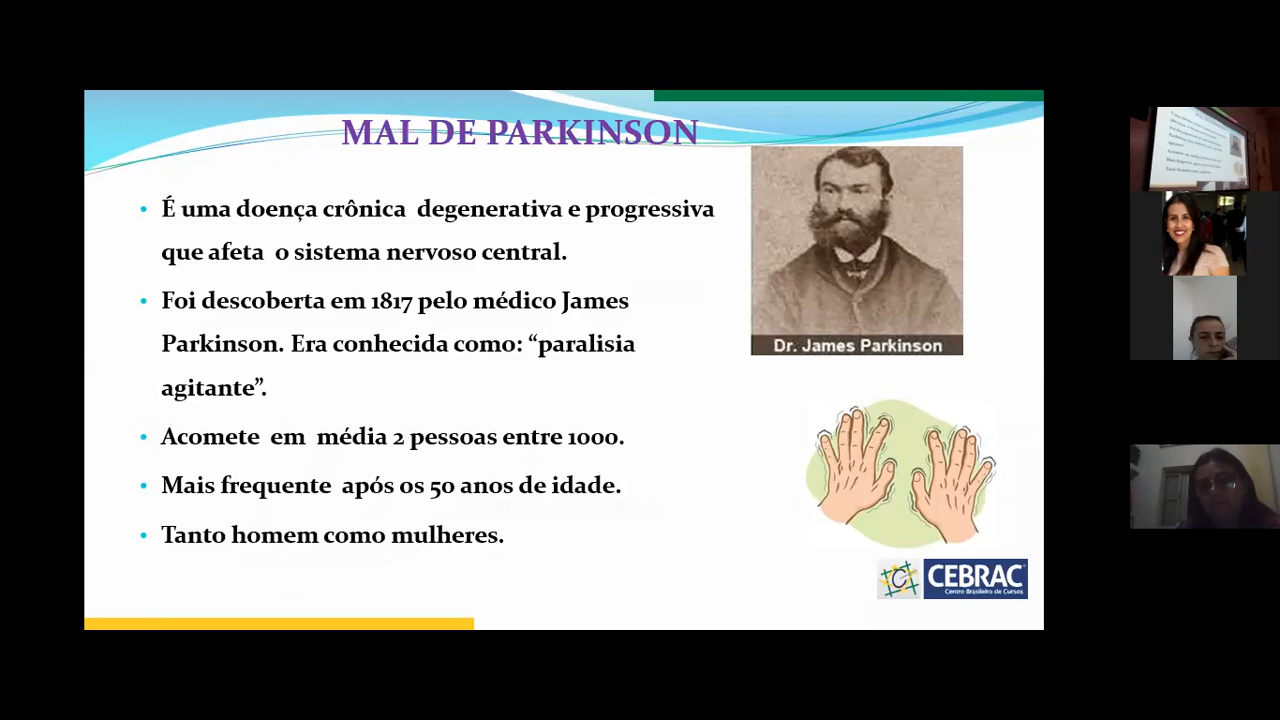 MAL DE PARKINSON
É uma doença crônica degenerativa e progressiva
que afeta o sistema nervoso central.
Foi descoberta em 1817 pelo médico James
Parkinson. Era conhecida como: “paralisia
agitante”.
Acomete em média 2 pessoas entre 1000.
Mais frequente após os 50 anos de idade.
Tanto homem como mulheres.
Dr. James Parkinson
C
CEBRAC
Centro Brasileiro de Cursos